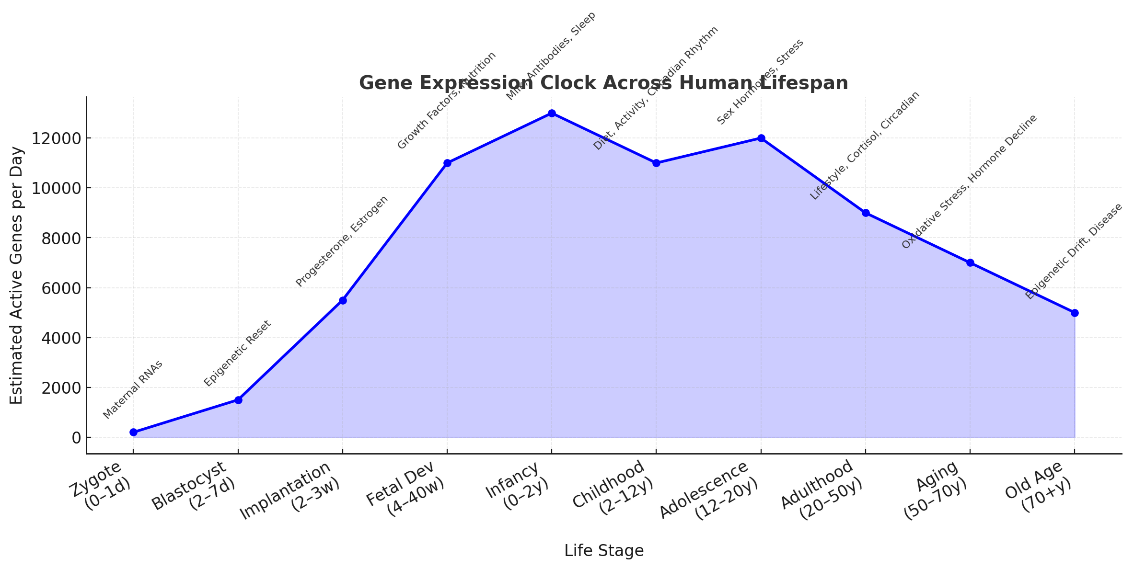 Gene Expression Clock Across Human Lifespan
Estimated Active Genes per Day
12000
10000
8000
6000
4000
2000
0
Maternal RNAs
Epigenetic Reset
Progesterone, Estrogen
Growth Factors, Nutrition
Milk, Antibodies, Sleep
Diet, Activity, Circadian Rhythm
Sex Hormones, Stress
Lifestyle, Cortisol, Circadian
Oxidative Stress, Hormone Decline
Epigenetic Drift, Disease
Zygote
(0–1d)
Blastocyst
(2–7d)
Implantation
(2–3w)
Fetal Dev
(4–40w)
Infancy
(0–2y)
Childhood
(2–12y)
Adolescence
(12–20y)
Adulthood
(20–50y)
Aging
(50–70y)
Old Age
(70+y)
Life Stage